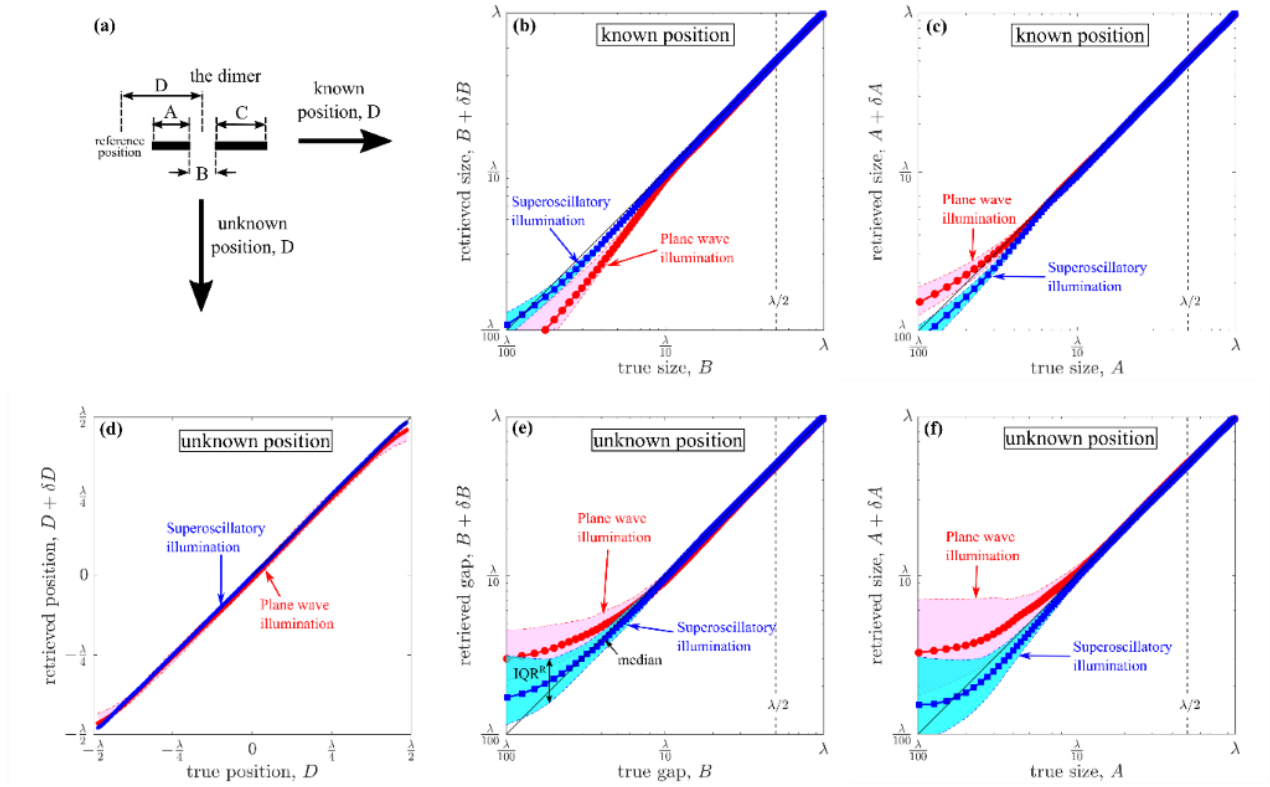 (a)
the dimer
D
A
C
reference
position
B
known
position, D
unknown
position, D
(b)
known position
retrieved size, B + δB
λ
λ/10
λ/100
Superoscillatory
illumination
Plane wave
illumination
λ/2
λ/100
λ/10
λ
true size, B
(c)
known position
retrieved size, A + δA
λ
λ/10
λ/100
Plane wave
illumination
Superoscillatory
illumination
λ/2
λ/100
λ/10
λ
true size, A
(d)
unknown position
retrieved position, D + δD
λ/2
λ/4
0
−λ/4
−λ/2
Superoscillatory
illumination
Plane wave
illumination
−λ/2
−λ/4
0
λ/4
λ/2
true position, D
(e)
unknown position
retrieved gap, B + δB
λ
λ/10
λ/100
Plane wave
illumination
Superoscillatory
illumination
median
IQRᴿ
λ/2
λ/100
λ/10
λ
true gap, B
(f)
unknown position
retrieved size, A + δA
λ
λ/10
λ/100
Plane wave
illumination
Superoscillatory
illumination
λ/2
λ/100
λ/10
λ
true size, A